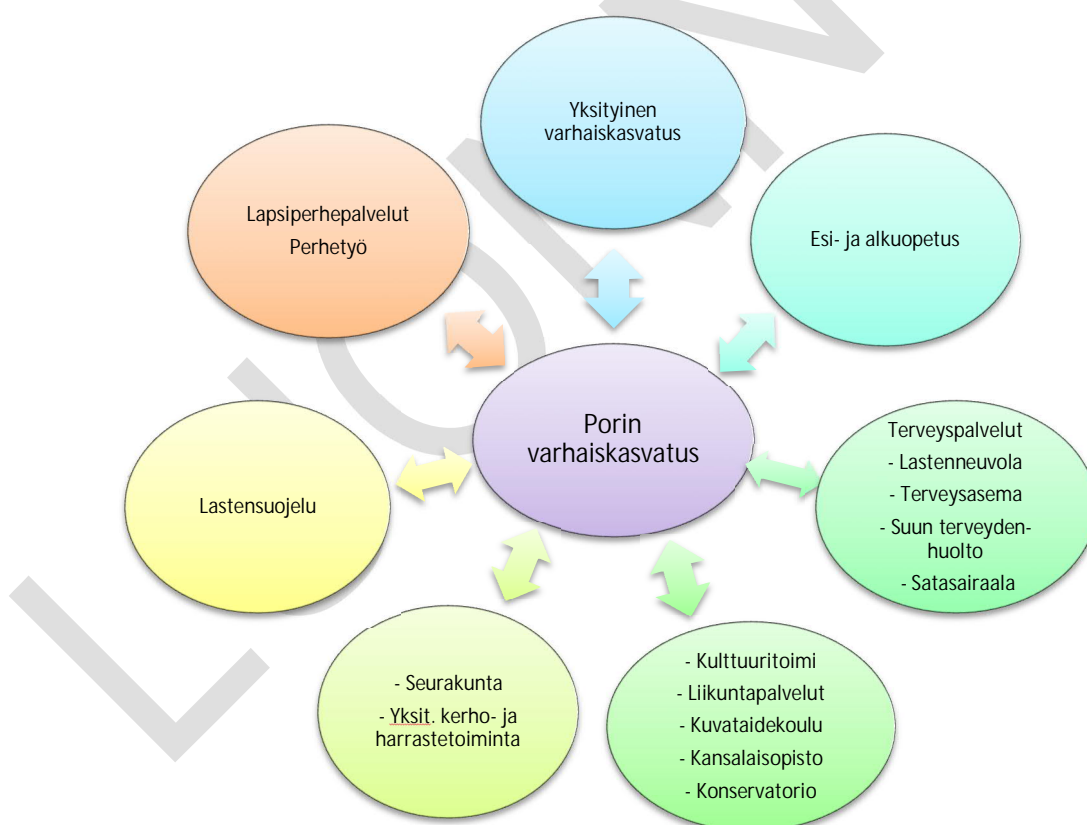 Yksityinen
varhaiskasvatus
Lapsiperhepalvelut
Perhetyö
Esi- ja alkuopetus
Porin
varhaiskasvatus
Terveyspalvelut
- Lastenneuvola
- Terveysasema
- Suun terveyden-
huolto
- Satasairaala
Lastensuojelu
- Seurakunta
- Yksit. kerho- ja
harrastetoiminta
- Kulttuuritoimi
- Liikuntapalvelut
- Kuvataidekoulu
- Kansalaisopisto
- Konservatorio